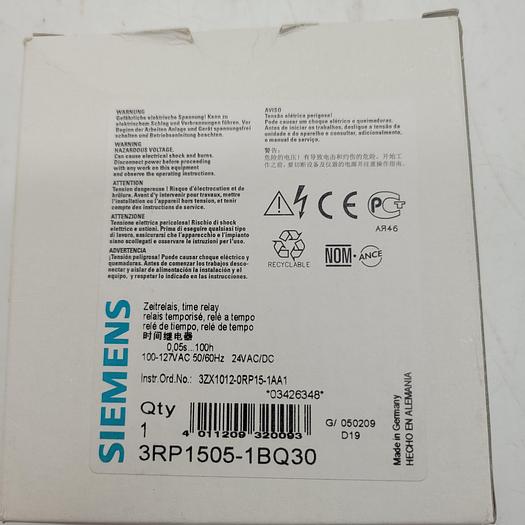 WARNUNG
Gefährliche elektrische Spannung! Kann zu
elektrischem Schlag und Verbrennungen führen. Vor
Beginn der Arbeiten Anlage und Gerät spannungsfrei
schalten und Betriebsanleitung beachten.
WARNING
HAZARDOUS VOLTAGE.
Can cause electrical shock and burns.
Disconnect power before proceeding
with any work on this equipment
and observe the operating instructions.
ATTENTION
Tension dangereuse ! Risque d'électrocution et de
brûlure. Avant d'y intervenir pour travaux, mettre
l'installation ou l'appareil hors tension, et tenir
compte des instructions de service.
ATTENZIONE
Tensione elettrica pericolosa! Rischio di shock
elettrico e ustioni. Prima di eseguire qualsiasi tipo
di lavoro, assicurarsi che l'apparecchio o l'impianto
siano scollegati e osservare le istruzioni per l'uso.
ADVERTENCIA
¡Tensión peligrosa! Puede causar choque eléctrico y
quemaduras. Antes de comenzar los trabajos desco-
nectar y aislar de alimentación la instalación y el
equipo, y respetar lo indicado en las instrucciones.
AVISO
Tensão elétrica perigosa!
Pode causar um choque elétrico e queimaduras.
Antes de iniciar os trabalhos, desligue a tensão da
unidade e do aparelho e consultar, adicionalmente,
o manual do serviço.
警告:
危险的电压! 有导致电击和灼伤的危险。开始工
作之前, 要切断设备及仪器的电源并注意操作指南。
CE
РСТ
АЯ46
RECYCLABLE
NOM - ANCE
SIEMENS
Zeitrelais, time relay
relais temporisé, relè a tempo
relé de tiempo, relé de tempo
时间继电器
0,05s...100h
100-127VAC 50/60Hz 24VAC/DC
Instr.Ord.No.: 3ZX1012-0RP15-1AA1
*03426348*
Qty
1
4 011209 320093
G/ 050209
D19
3RP1505-1BQ30
Made in Germany
HECHO EN ALEMANIA